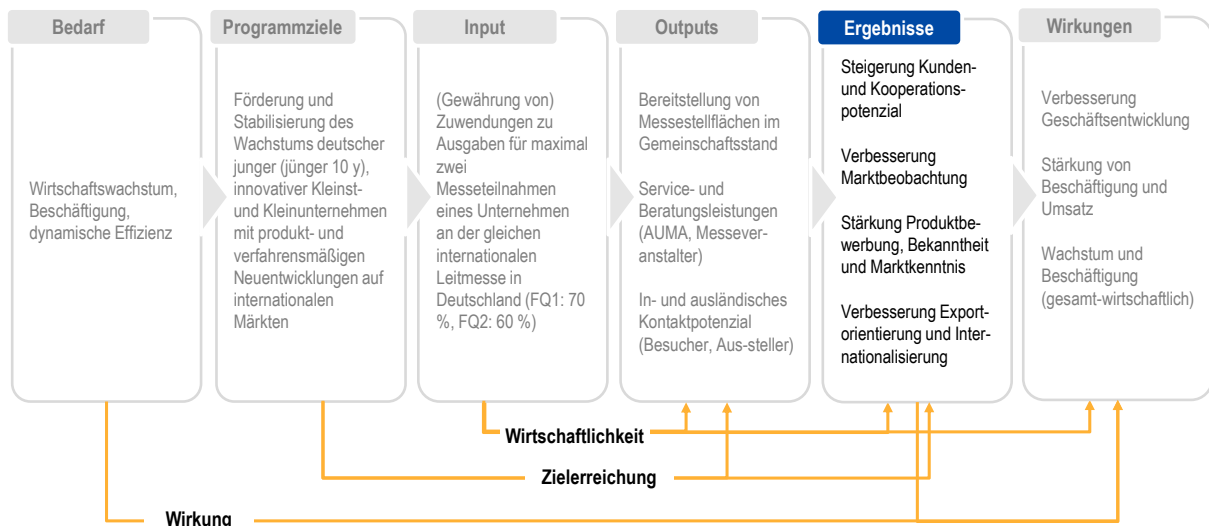 Bedarf
Wirtschaftswachstum,
Beschäftigung,
dynamische Effizienz
Programmziele
Förderung und
Stabilisierung des
Wachstums deutscher
junger (jünger 10 y),
innovativer Kleinst-
und Kleinunternehmen
mit produkt- und
verfahrensmäßigen
Neuentwicklungen auf
internationalen
Märkten
Input
(Gewährung von)
Zuwendungen zu
Ausgaben für maximal
zwei
Messeteilnahmen
eines Unternehmen
an der gleichen
internationalen
Leitmesse in
Deutschland (FQ1: 70
%, FQ2: 60 %)
Outputs
Bereitstellung von
Messestellflächen im
Gemeinschaftsstand
Service- und
Beratungsleistungen
(AUMA, Messever-
anstalter)
In- und ausländisches
Kontaktpotenzial
(Besucher, Aus-steller)
Ergebnisse
Steigerung Kunden-
und Kooperations-
potenzial
Verbesserung
Marktbeobachtung
Stärkung Produktbe-
werbung, Bekanntheit
und Marktkenntnis
Verbesserung Export-
orientierung und Inter-
nationalisierung
Wirkungen
Verbesserung
Geschäftsentwicklung
Stärkung von
Beschäftigung und
Umsatz
Wachstum und
Beschäftigung
(gesamt-wirtschaftlich)
Wirtschaftlichkeit
Zielerreichung
Wirkung